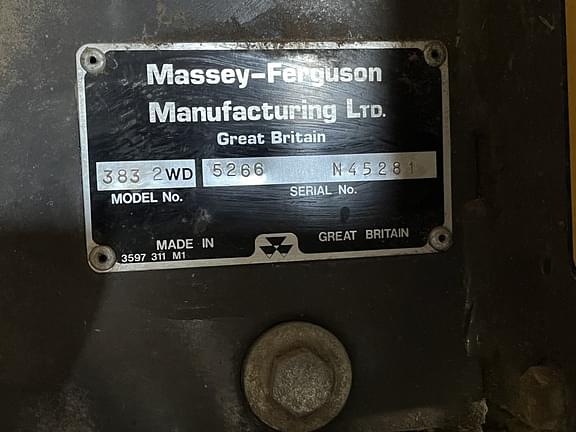 Massey-Ferguson
Manufacturing LTD.
Great Britain
383 2WD 5266 N45281
MODEL No. SERIAL No.
MADE IN GREAT BRITAIN
3597 311 M1